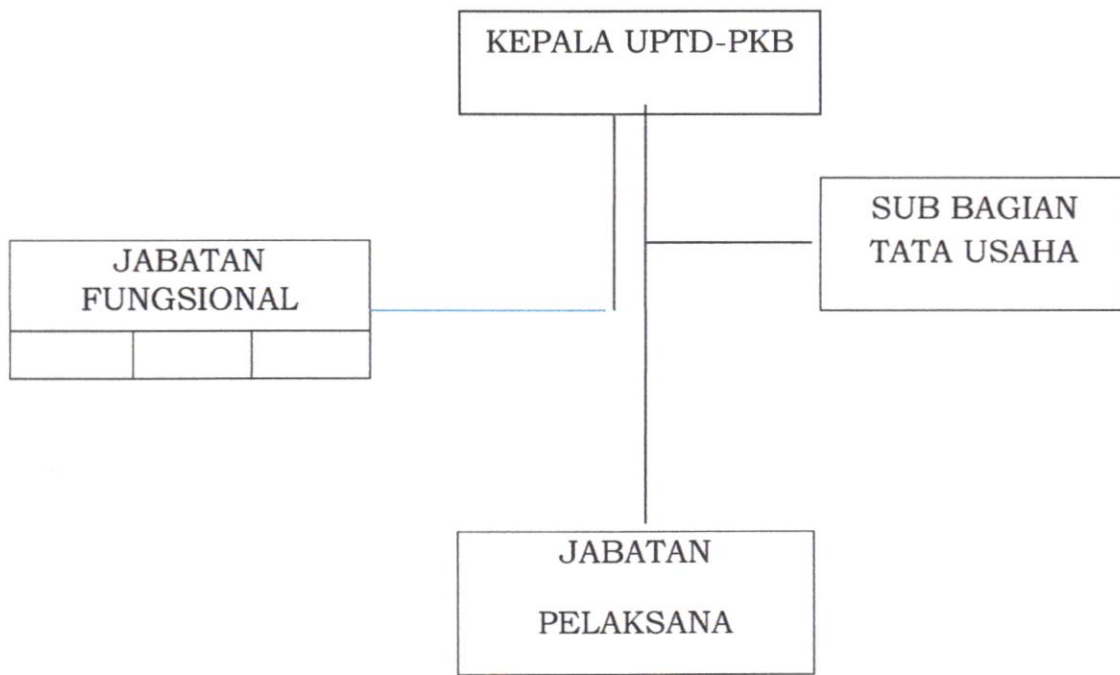 KEPALA UPTD-PKB
SUB BAGIAN
TATA USAHA
JABATAN
FUNGSIONAL
JABATAN
PELAKSANA